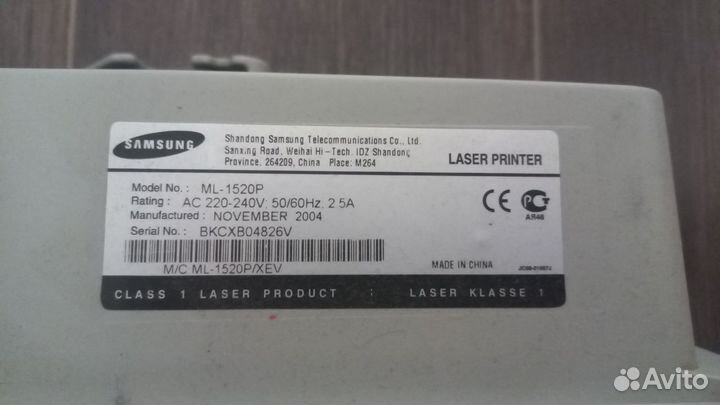 SAMSUNG
Shandong Samsung Telecommunications Co., Ltd.
Sanxing Road, Weihai Hi-Tech. IDZ Shandong
Province, 264209, China Place: M264
LASER PRINTER
Model No. : ML-1520P
Rating : AC 220-240V, 50/60Hz, 2.5A
Manufactured : NOVEMBER 2004
Serial No. : BKCXB04826V
M/C ML-1520P/XEV
CE
АЯ46
MADE IN CHINA
CLASS 1 LASER PRODUCT : LASER KLASSE 1
Avito